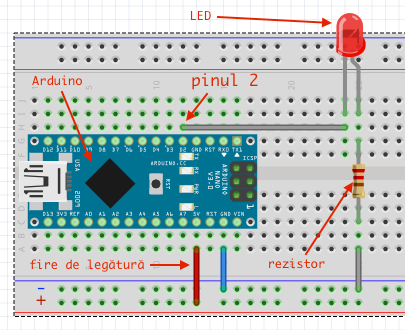 LED
Arduino
pinul 2
5
10
20
D12 D11 D10 D9 D8 D7 D6 D5 D4 D3 D2 GND RST RX0 TX1
USA
ARDUINO.CC
ICSP
TX
RX
PWR
L
RST
ARDUINO
NANO
V3.0
2009
1
D13 3V3 REF A0 A1 A2 A3 A4 A5 A6 A7 5V RST GND VIN
fire de legătură
rezistor